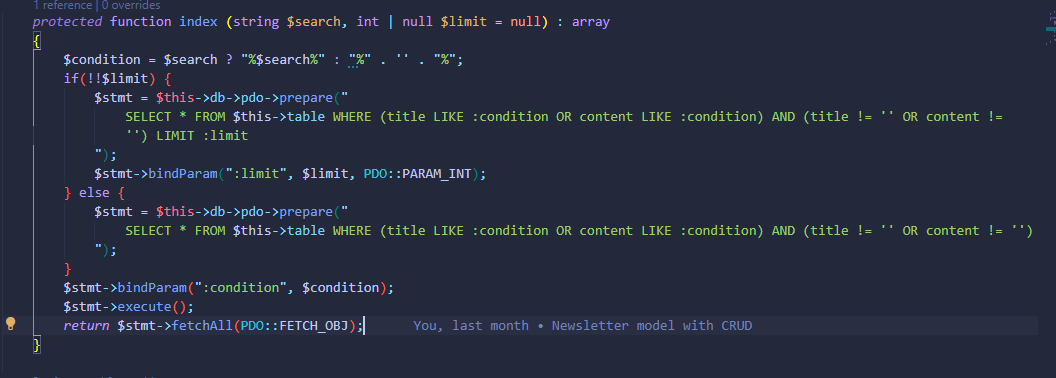 1 reference | 0 overrides
protected function index (string $search, int | null $limit = null) : array
{
$condition = $search ? "%$search%" : "%" . '' . "%";
if(!!$limit) {
$stmt = $this->db->pdo->prepare("
SELECT * FROM $this->table WHERE (title LIKE :condition OR content LIKE :condition) AND (title != '' OR content !=
'') LIMIT :limit
");
$stmt->bindParam(":limit", $limit, PDO::PARAM_INT);
} else {
$stmt = $this->db->pdo->prepare("
SELECT * FROM $this->table WHERE (title LIKE :condition OR content LIKE :condition) AND (title != '' OR content != '')
");
}
$stmt->bindParam(":condition", $condition);
$stmt->execute();
return $stmt->fetchAll(PDO::FETCH_OBJ); You, last month • Newsletter model with CRUD
}